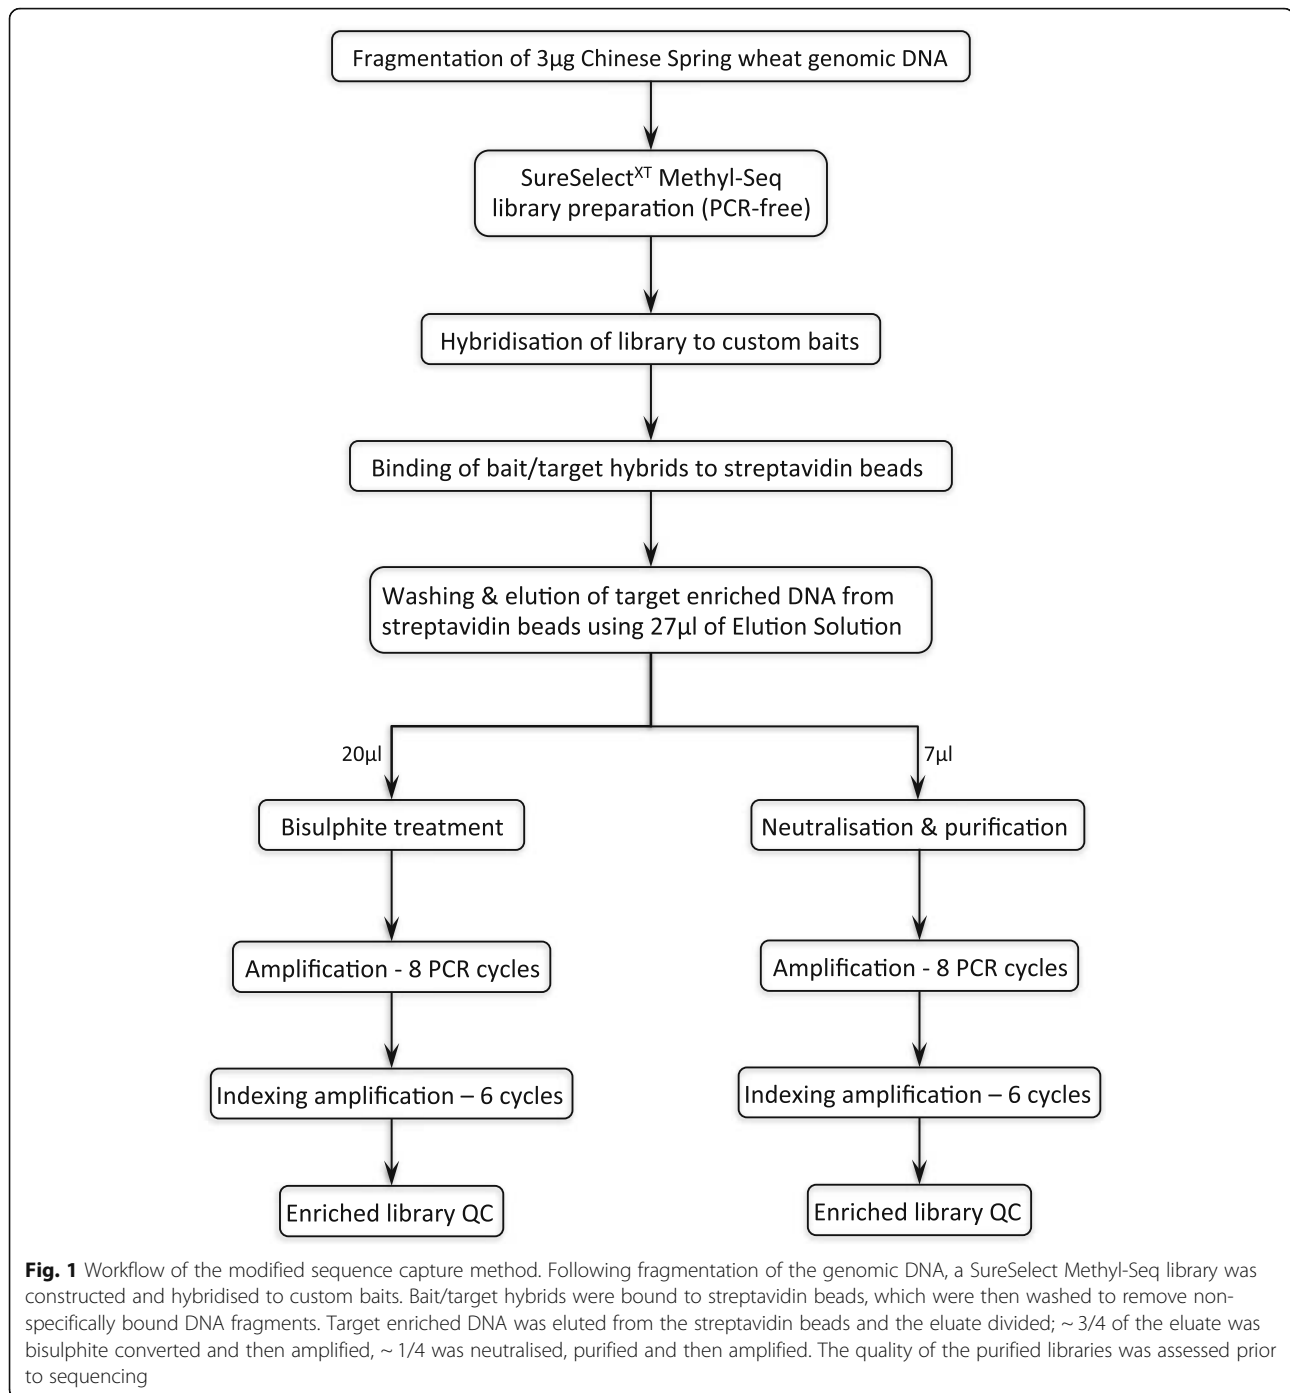 Fragmentation of 3µg Chinese Spring wheat genomic DNA
SureSelectXT Methyl-Seq
library preparation (PCR-free)
Hybridisation of library to custom baits
Binding of bait/target hybrids to streptavidin beads
Washing & elution of target enriched DNA from
streptavidin beads using 27µl of Elution Solution
20µl
7µl
Bisulphite treatment
Neutralisation & purification
Amplification - 8 PCR cycles
Amplification - 8 PCR cycles
Indexing amplification – 6 cycles
Indexing amplification – 6 cycles
Enriched library QC
Enriched library QC
Fig. 1 Workflow of the modified sequence capture method. Following fragmentation of the genomic DNA, a SureSelect Methyl-Seq library was
constructed and hybridised to custom baits. Bait/target hybrids were bound to streptavidin beads, which were then washed to remove non-
specifically bound DNA fragments. Target enriched DNA was eluted from the streptavidin beads and the eluate divided; ~ 3/4 of the eluate was
bisulphite converted and then amplified, ~ 1/4 was neutralised, purified and then amplified. The quality of the purified libraries was assessed prior
to sequencing